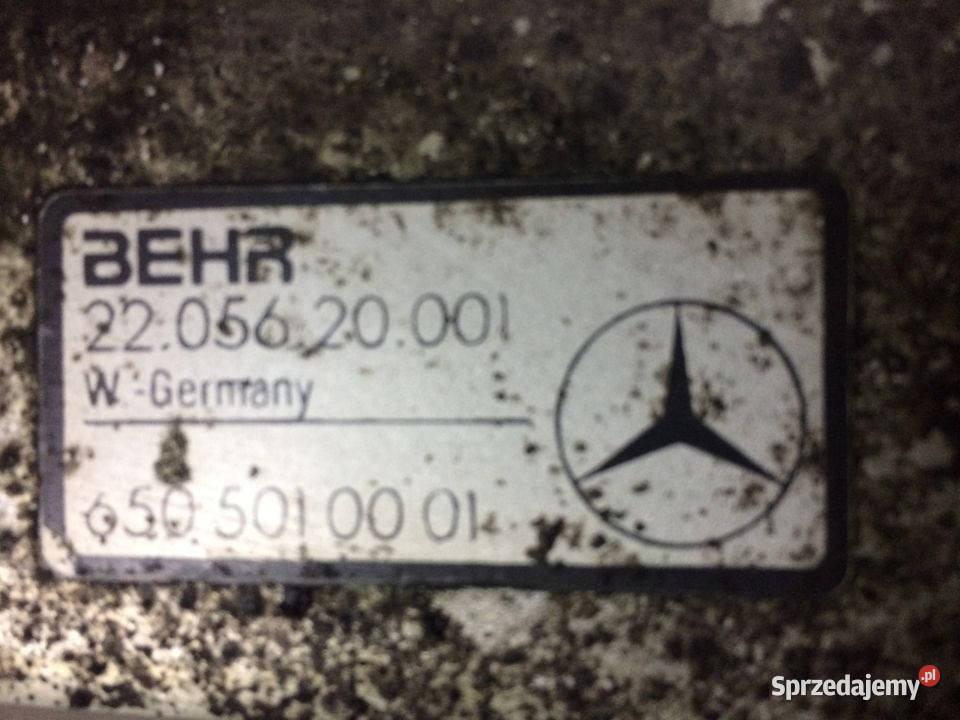 BEHR
22.056.20.001
W.-Germany
650 501 00 01
Sprzedajemy.pl